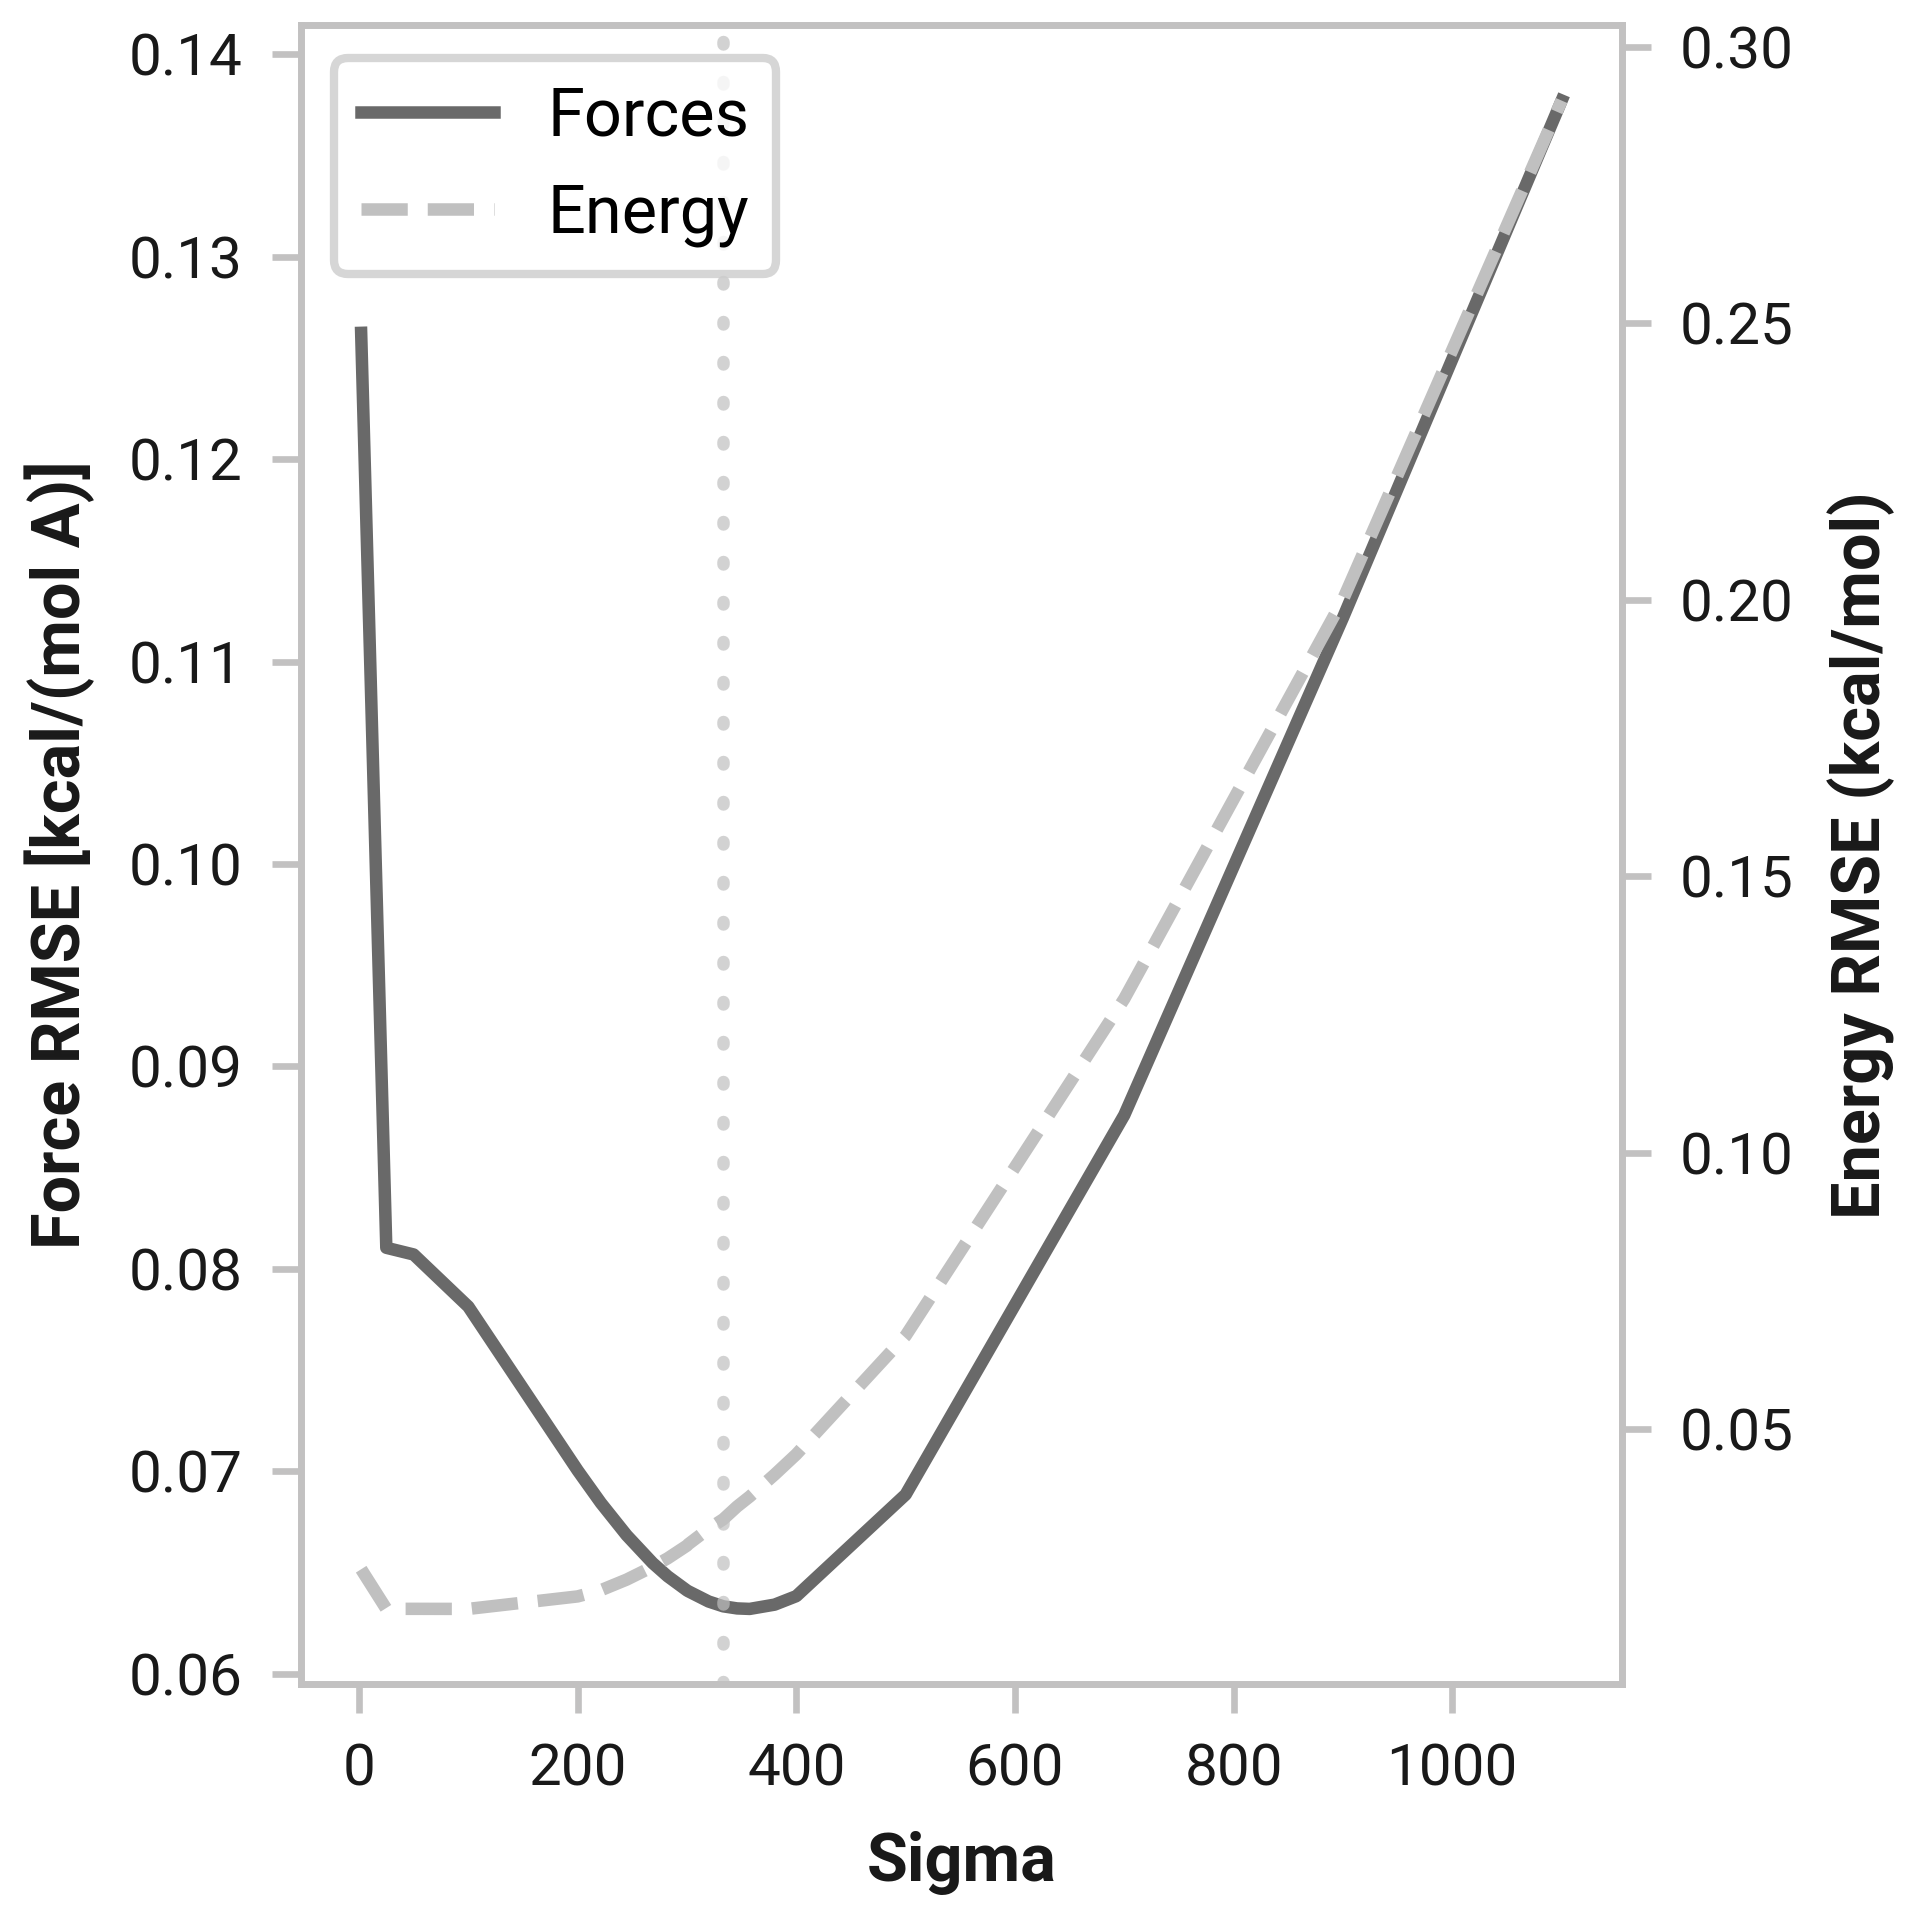 Forces
Energy
0.14
0.13
0.12
0.11
0.10
0.09
0.08
0.07
0.06
Force RMSE [kcal/(mol A)]
0.30
0.25
0.20
0.15
0.10
0.05
Energy RMSE (kcal/mol)
0 200 400 600 800 1000
Sigma